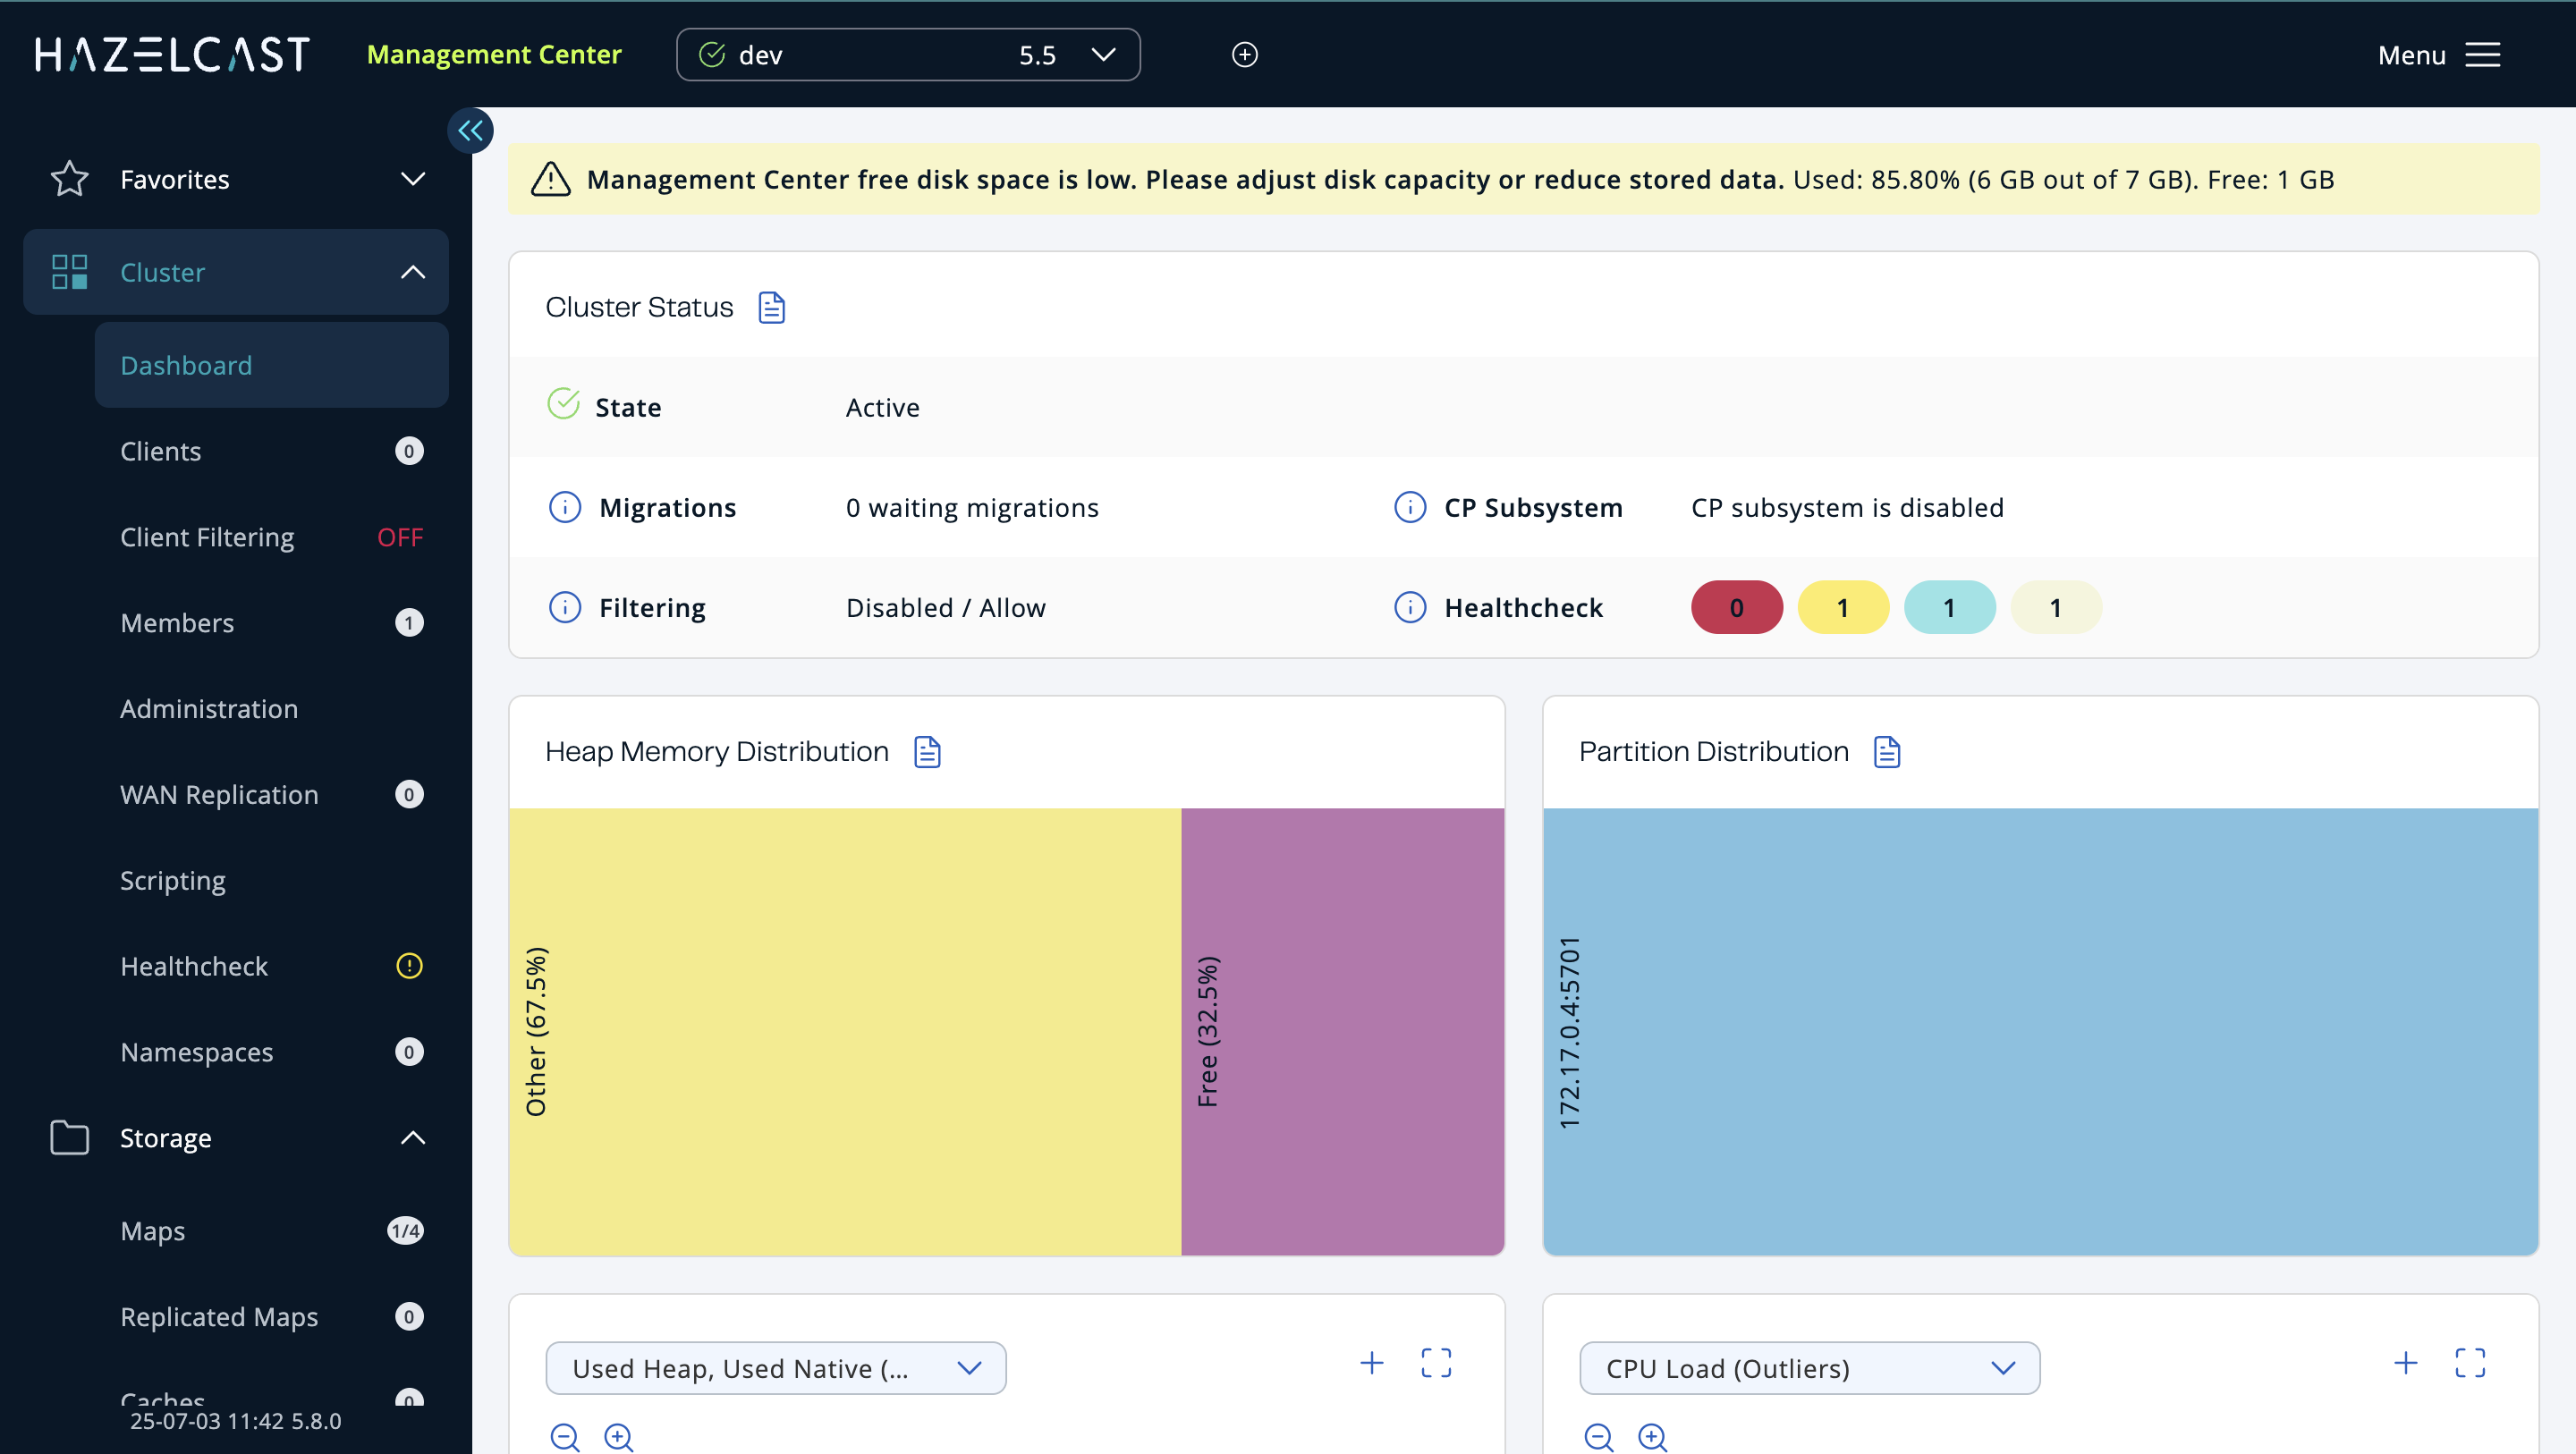 HAZELCAST
Management Center
dev 5.5
Menu
Favorites
Cluster
Dashboard
Clients 0
Client Filtering OFF
Members 1
Administration
WAN Replication 0
Scripting
Healthcheck
Namespaces 0
Storage
Maps 1/4
Replicated Maps 0
Caches 0
25-07-03 11:42 5.8.0
Management Center free disk space is low. Please adjust disk capacity or reduce stored data. Used: 85.80% (6 GB out of 7 GB). Free: 1 GB
Cluster Status
State Active
Migrations 0 waiting migrations
CP Subsystem CP subsystem is disabled
Filtering Disabled / Allow
Healthcheck 0 1 1 1
Heap Memory Distribution
Other (67.5%)
Free (32.5%)
Partition Distribution
172.17.0.4:5701
Used Heap, Used Native (...
CPU Load (Outliers)